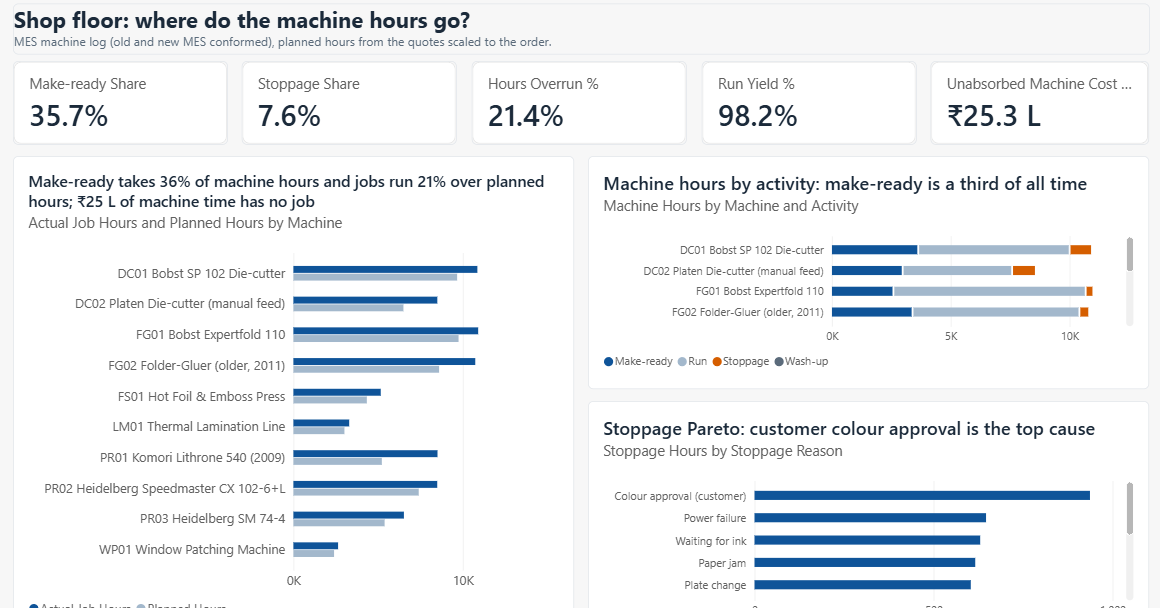 Shop floor: where do the machine hours go?
MES machine log (old and new MES conformed), planned hours from the quotes scaled to the order.
Make-ready Share
35.7%
Stoppage Share
7.6%
Hours Overrun %
21.4%
Run Yield %
98.2%
Unabsorbed Machine Cost ...
₹25.3 L
Make-ready takes 36% of machine hours and jobs run 21% over planned
hours; ₹25 L of machine time has no job
Actual Job Hours and Planned Hours by Machine
DC01 Bobst SP 102 Die-cutter
DC02 Platen Die-cutter (manual feed)
FG01 Bobst Expertfold 110
FG02 Folder-Gluer (older, 2011)
FS01 Hot Foil & Emboss Press
LM01 Thermal Lamination Line
PR01 Komori Lithrone 540 (2009)
PR02 Heidelberg Speedmaster CX 102-6+L
PR03 Heidelberg SM 74-4
WP01 Window Patching Machine
0K 10K
Actual Job Hours Planned Hours
Machine hours by activity: make-ready is a third of all time
Machine Hours by Machine and Activity
DC01 Bobst SP 102 Die-cutter
DC02 Platen Die-cutter (manual feed)
FG01 Bobst Expertfold 110
FG02 Folder-Gluer (older, 2011)
0K 5K 10K
Make-ready Run Stoppage Wash-up
Stoppage Pareto: customer colour approval is the top cause
Stoppage Hours by Stoppage Reason
Colour approval (customer)
Power failure
Waiting for ink
Paper jam
Plate change